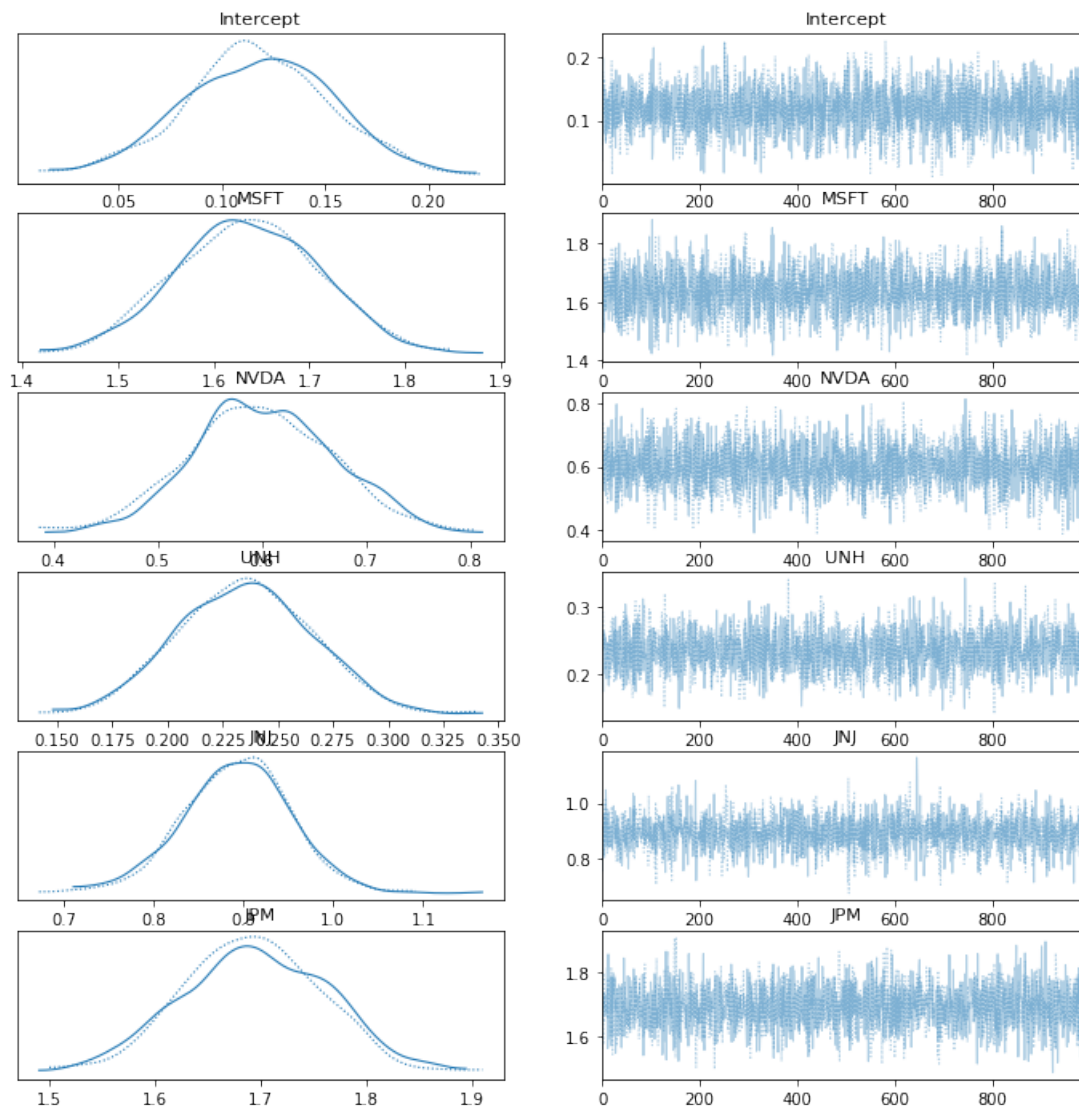 Intercept Intercept
0.2
0.1
0.05 0.10 0.15 0.20 0 200 400 600 800
MSFT MSFT
1.8
1.6
1.4
1.4 1.5 1.6 1.7 1.8 1.9 0 200 400 600 800
NVDA NVDA
0.8
0.6
0.4
0.4 0.5 0.6 0.7 0.8 0 200 400 600 800
UNH UNH
0.3
0.2
0.150 0.175 0.200 0.225 0.250 0.275 0.300 0.325 0.350 0 200 400 600 800
JNJ JNJ
1.0
0.8
0.7 0.8 0.9 1.0 1.1 0 200 400 600 800
JPM JPM
1.8
1.6
1.5 1.6 1.7 1.8 1.9 0 200 400 600 800